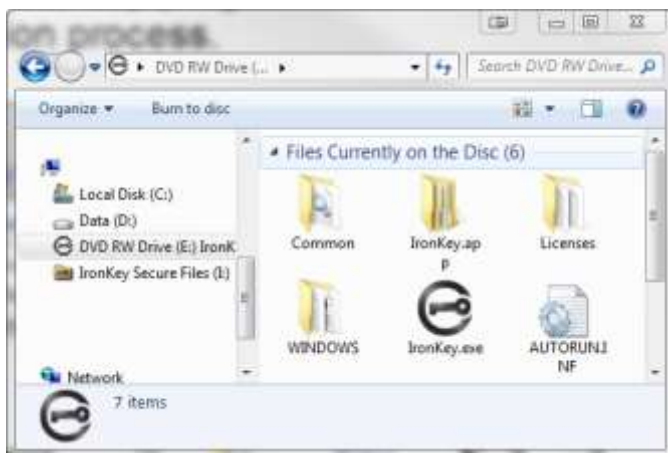 on process.
DVD RW Drive (...
Search DVD RW Drive...
Organize
Burn to disc
Files Currently on the Disc (6)
Local Disk (C:)
Data (D:)
DVD RW Drive (E:) IronK
IronKey Secure Files (I:)
Network
Common
IronKey.ap
p
Licenses
WINDOWS
IronKey.exe
AUTORUN.I
NF
7 items